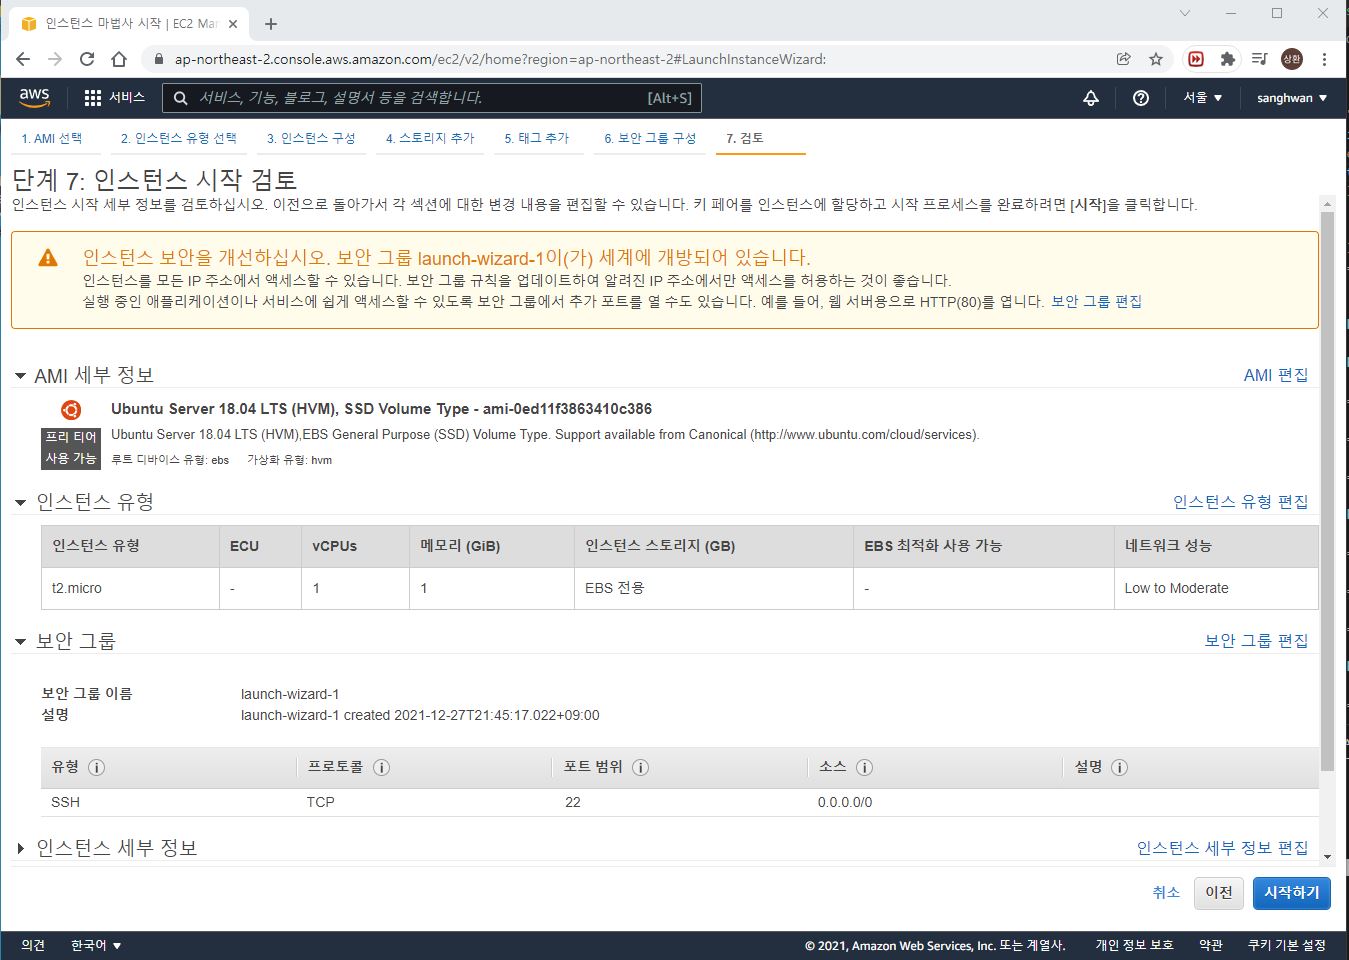 인스턴스 마법사 시작 | EC2 Mar
ap-northeast-2.console.aws.amazon.com/ec2/v2/home?region=ap-northeast-2#LaunchInstanceWizard:
상환
aws
서비스
서비스, 기능, 블로그, 설명서 등을 검색합니다.
[Alt+S]
서울
sanghwan
1. AMI 선택
2. 인스턴스 유형 선택
3. 인스턴스 구성
4. 스토리지 추가
5. 태그 추가
6. 보안 그룹 구성
7. 검토
단계 7: 인스턴스 시작 검토
인스턴스 시작 세부 정보를 검토하십시오. 이전으로 돌아가서 각 섹션에 대한 변경 내용을 편집할 수 있습니다. 키 페어를 인스턴스에 할당하고 시작 프로세스를 완료하려면 [시작]을 클릭합니다.
인스턴스 보안을 개선하십시오. 보안 그룹 launch-wizard-1이(가) 세계에 개방되어 있습니다.
인스턴스를 모든 IP 주소에서 액세스할 수 있습니다. 보안 그룹 규칙을 업데이트하여 알려진 IP 주소에서만 액세스를 허용하는 것이 좋습니다.
실행 중인 애플리케이션이나 서비스에 쉽게 액세스할 수 있도록 보안 그룹에서 추가 포트를 열 수도 있습니다. 예를 들어, 웹 서버용으로 HTTP(80)를 엽니다. 보안 그룹 편집
AMI 세부 정보
AMI 편집
Ubuntu Server 18.04 LTS (HVM), SSD Volume Type - ami-0ed11f3863410c386
프리 티어
사용 가능
Ubuntu Server 18.04 LTS (HVM),EBS General Purpose (SSD) Volume Type. Support available from Canonical (http://www.ubuntu.com/cloud/services).
루트 디바이스 유형: ebs 가상화 유형: hvm
인스턴스 유형
인스턴스 유형 편집
인스턴스 유형 ECU vCPUs 메모리 (GiB) 인스턴스 스토리지 (GB) EBS 최적화 사용 가능 네트워크 성능
t2.micro - 1 1 EBS 전용 - Low to Moderate
보안 그룹
보안 그룹 편집
보안 그룹 이름 launch-wizard-1
설명 launch-wizard-1 created 2021-12-27T21:45:17.022+09:00
유형 프로토콜 포트 범위 소스 설명
SSH TCP 22 0.0.0.0/0
인스턴스 세부 정보
인스턴스 세부 정보 편집
취소
이전
시작하기
의견
한국어
© 2021, Amazon Web Services, Inc. 또는 계열사.
개인 정보 보호
약관
쿠키 기본 설정